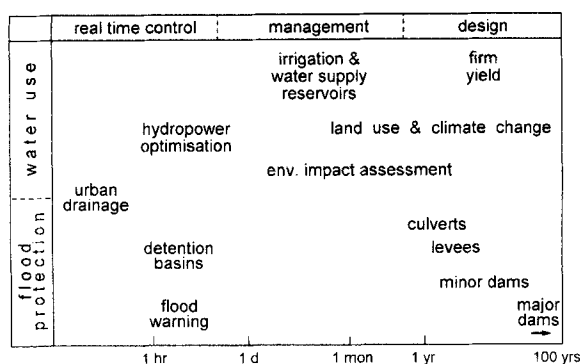 real time control
management
design
water use
flood
protection
irrigation &
water supply
reservoirs
firm
yield
hydropower
optimisation
land use & climate change
env. impact assessment
urban
drainage
culverts
detention
basins
levees
minor dams
flood
warning
major
dams
1 hr
1 d
1 mon
1 yr
100 yrs